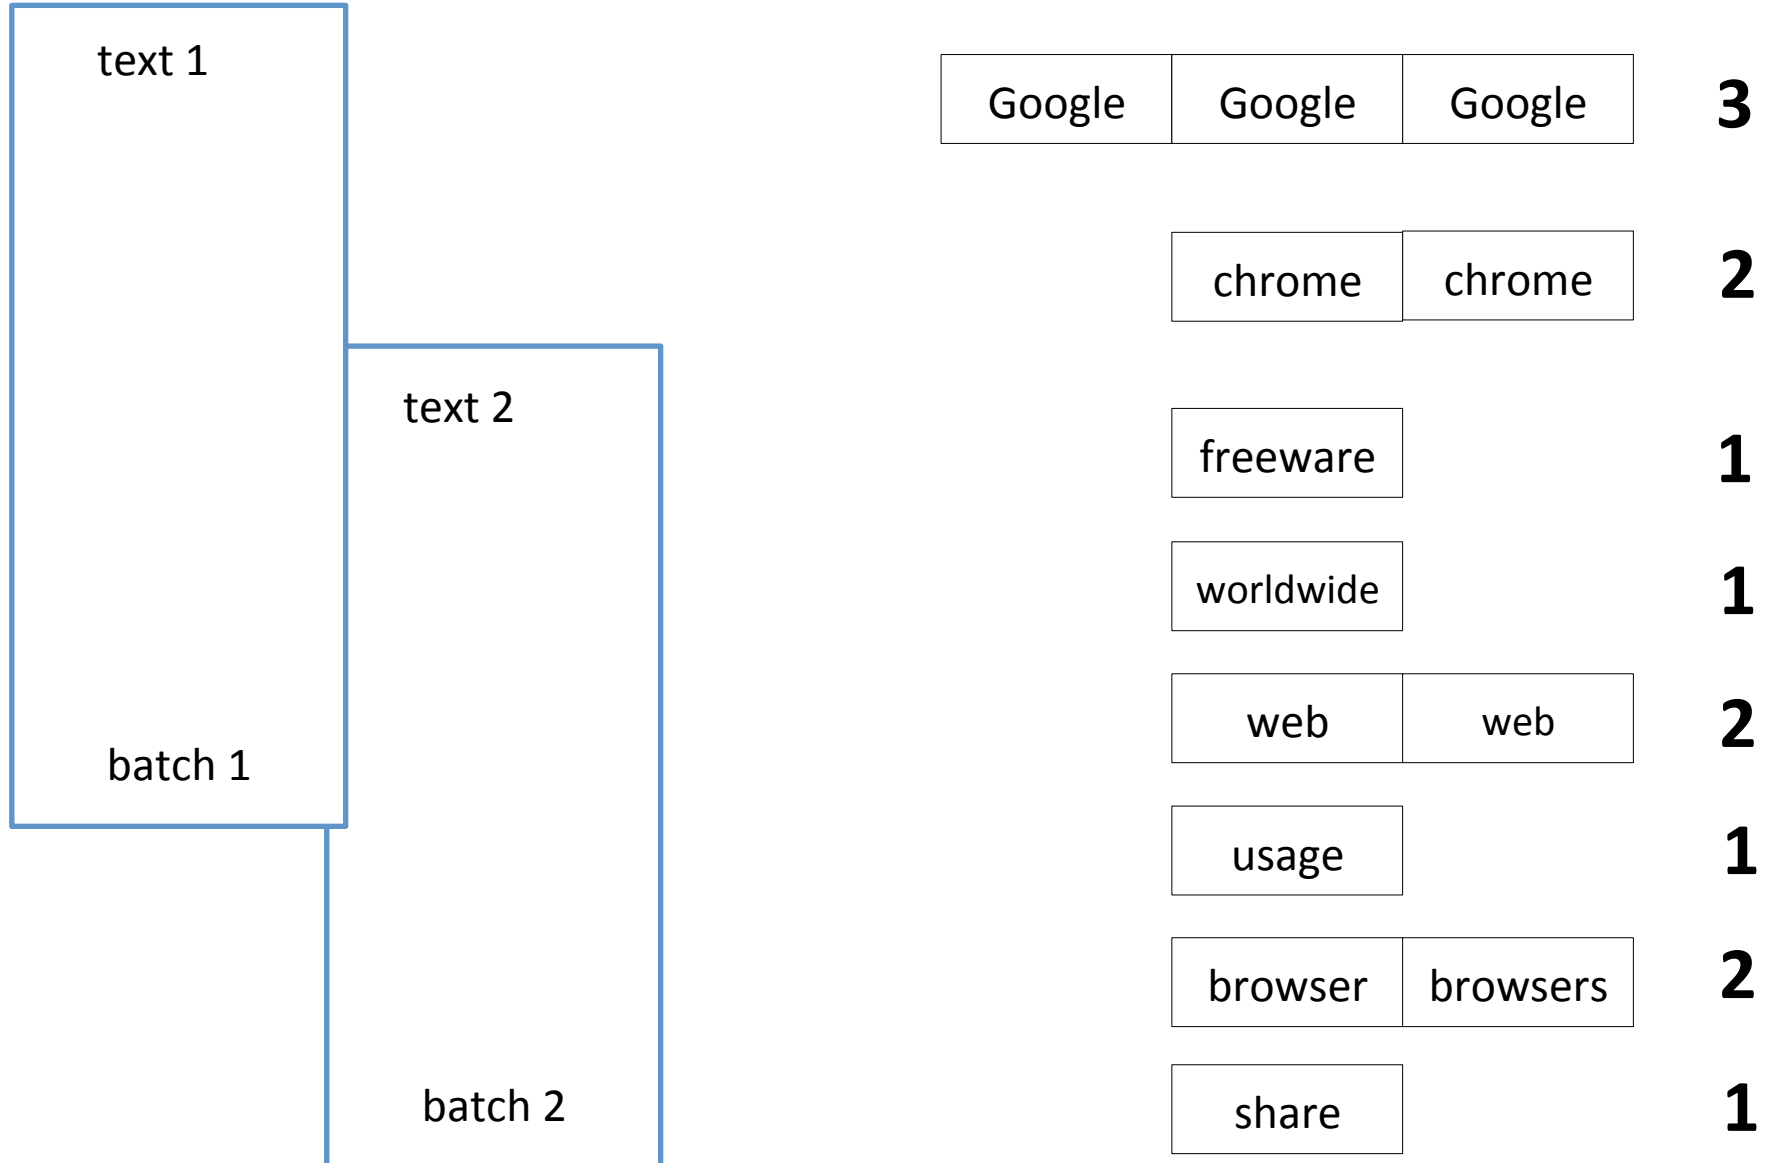 text 1
Google Google Google 3
chrome chrome 2
text 2
freeware 1
worldwide 1
web web 2
batch 1
usage 1
browser browsers 2
batch 2
share 1